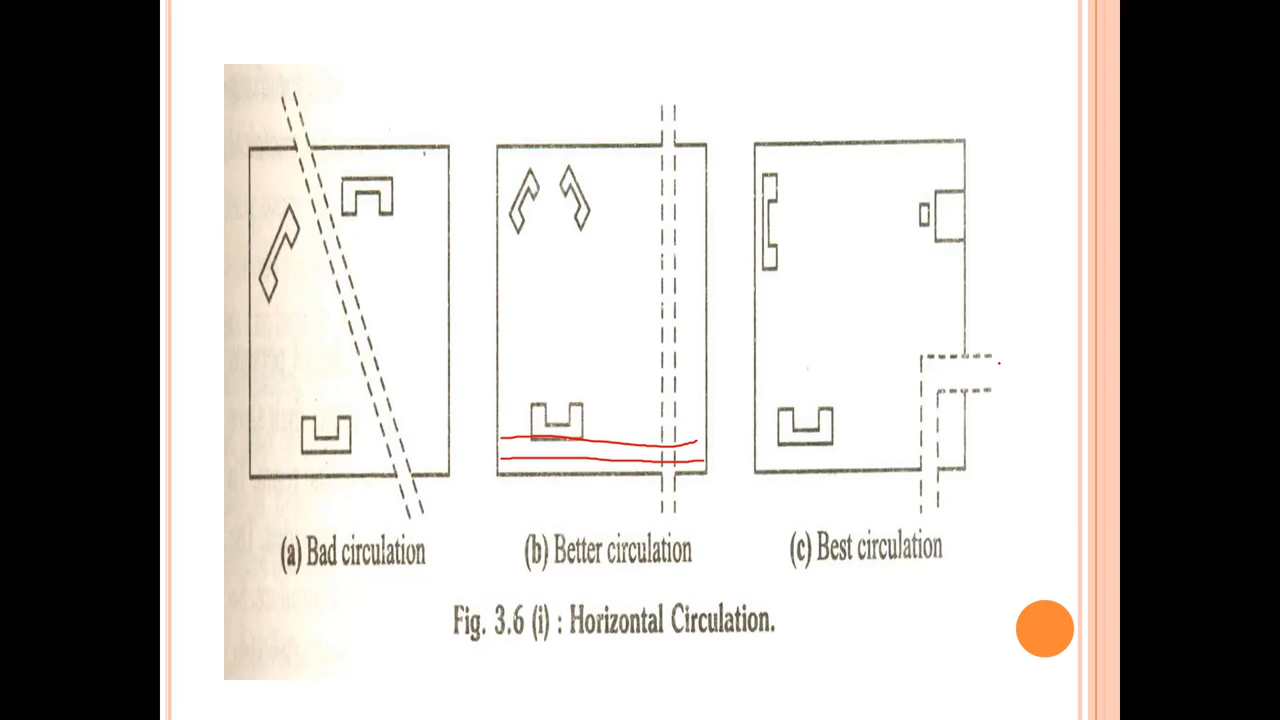 (a) Bad circulation
(b) Better circulation
(c) Best circulation
Fig. 3.6 (i) : Horizontal Circulation.